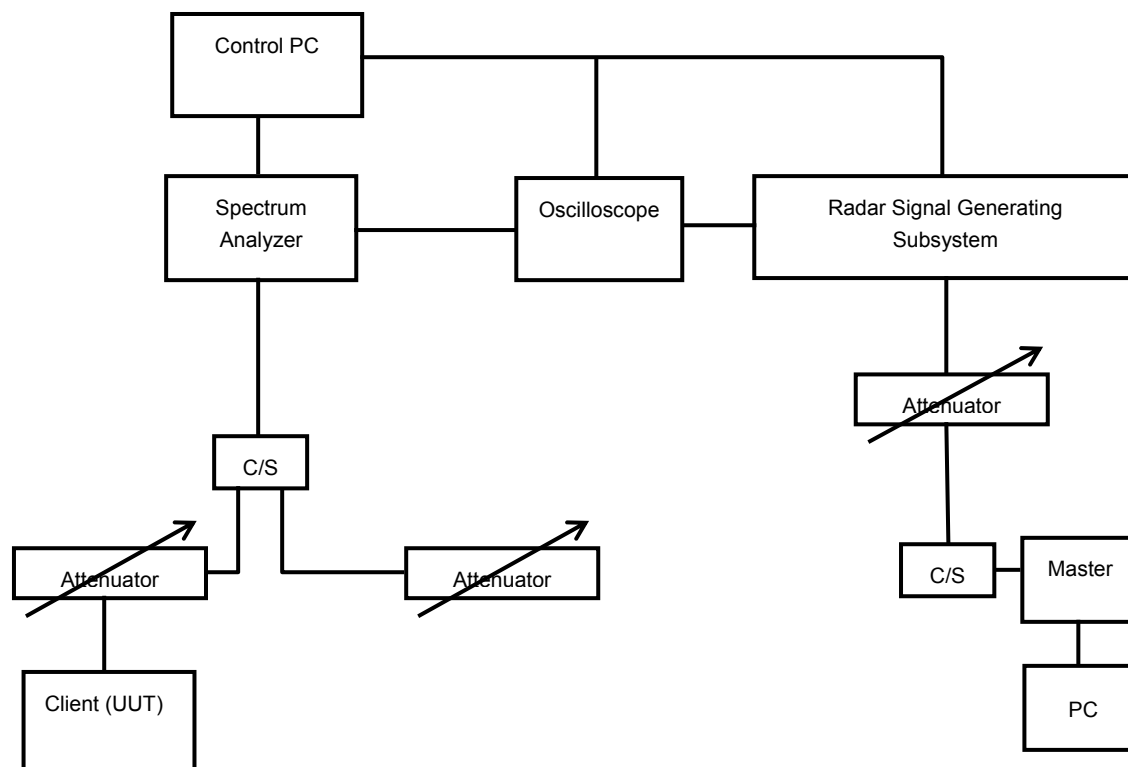 Control PC
Spectrum
Analyzer
Oscilloscope
Radar Signal Generating
Subsystem
Attenuator
C/S
Attenuator
Attenuator
C/S
Master
Client (UUT)
PC